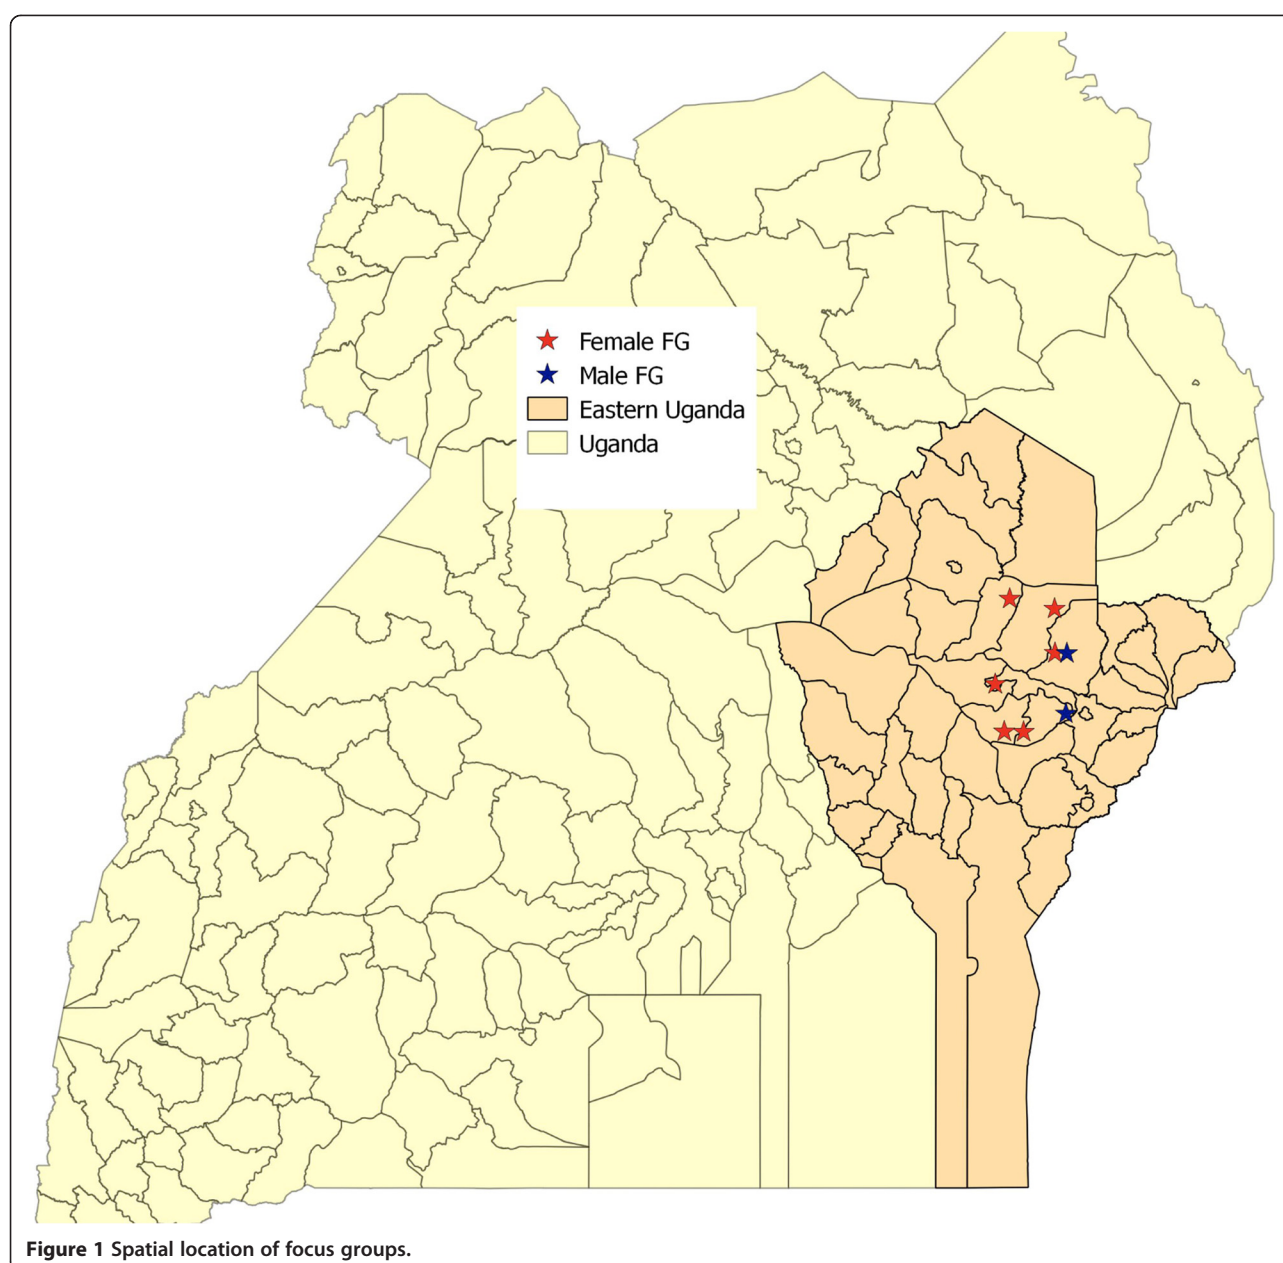 Female FG
Male FG
Eastern Uganda
Uganda
Figure 1 Spatial location of focus groups.